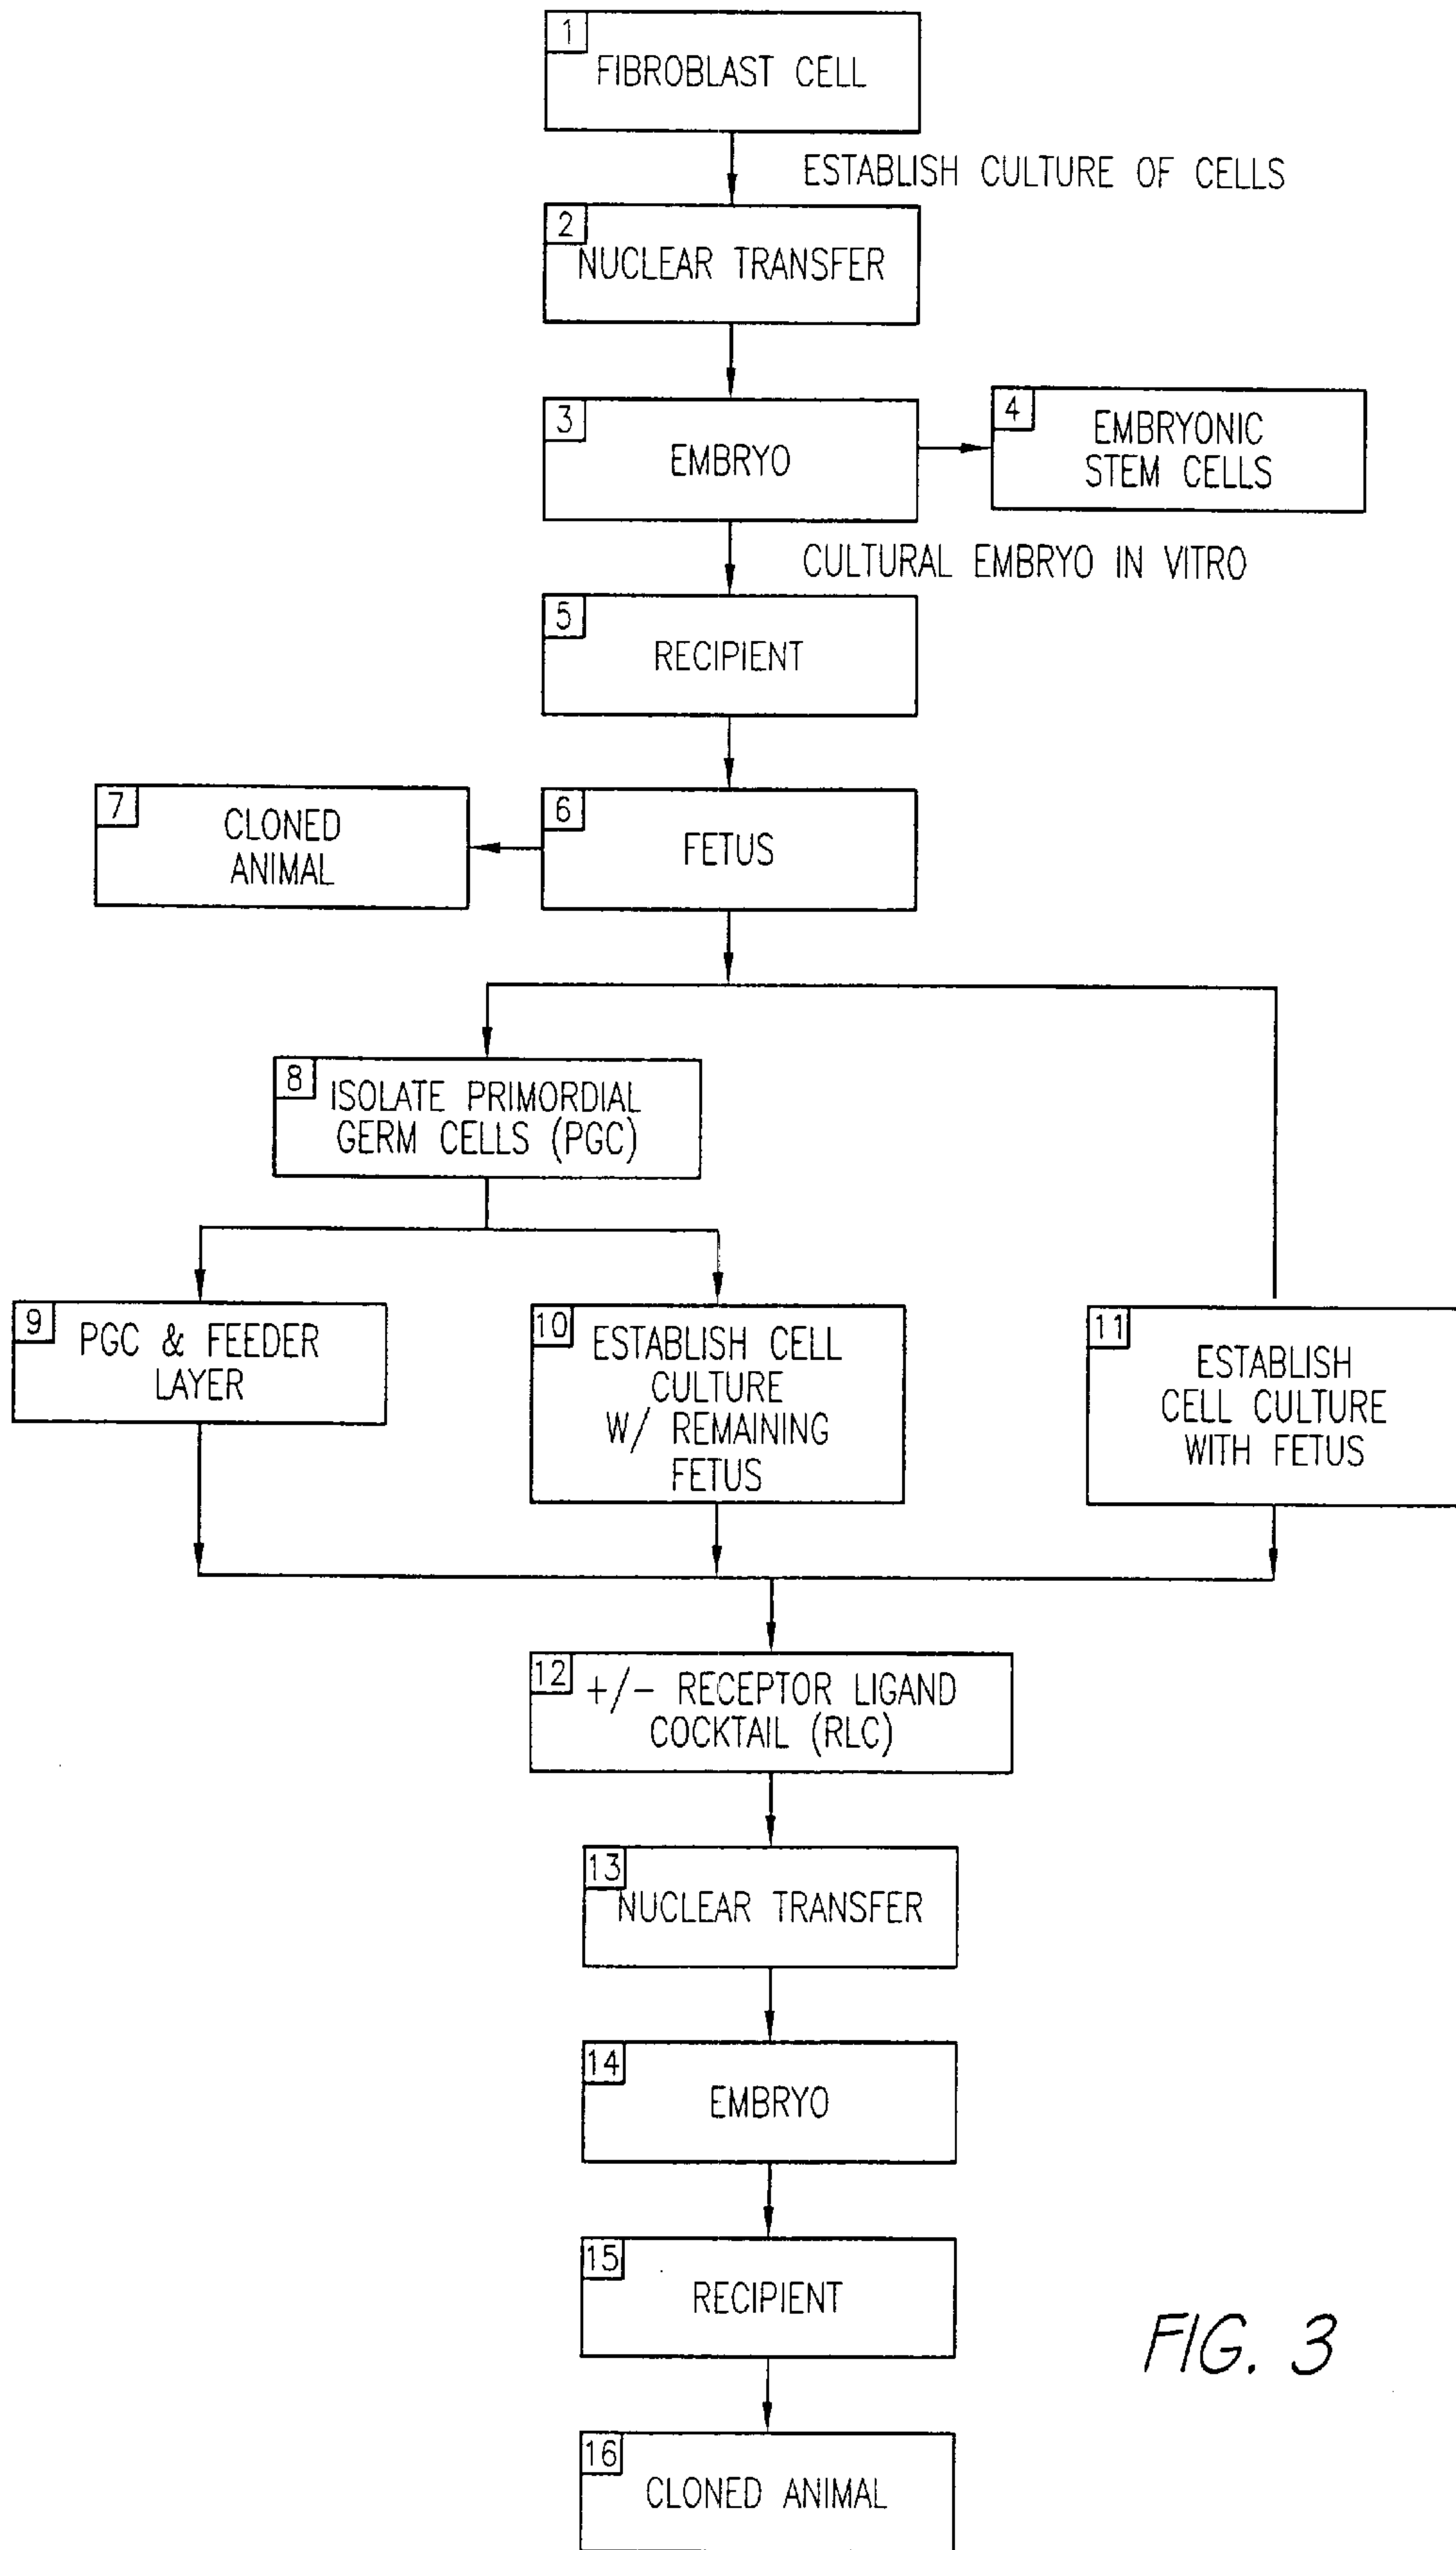 1
FIBROBLAST CELL
ESTABLISH CULTURE OF CELLS
2
NUCLEAR TRANSFER
3
EMBRYO
4
EMBRYONIC
STEM CELLS
CULTURAL EMBRYO IN VITRO
5
RECIPIENT
7
CLONED
ANIMAL
6
FETUS
8
ISOLATE PRIMORDIAL
GERM CELLS (PGC)
9
PGC & FEEDER
LAYER
10
ESTABLISH CELL
CULTURE
W/ REMAINING
FETUS
11
ESTABLISH
CELL CULTURE
WITH FETUS
12
+/- RECEPTOR LIGAND
COCKTAIL (RLC)
13
NUCLEAR TRANSFER
14
EMBRYO
15
RECIPIENT
16
CLONED ANIMAL
FIG. 3